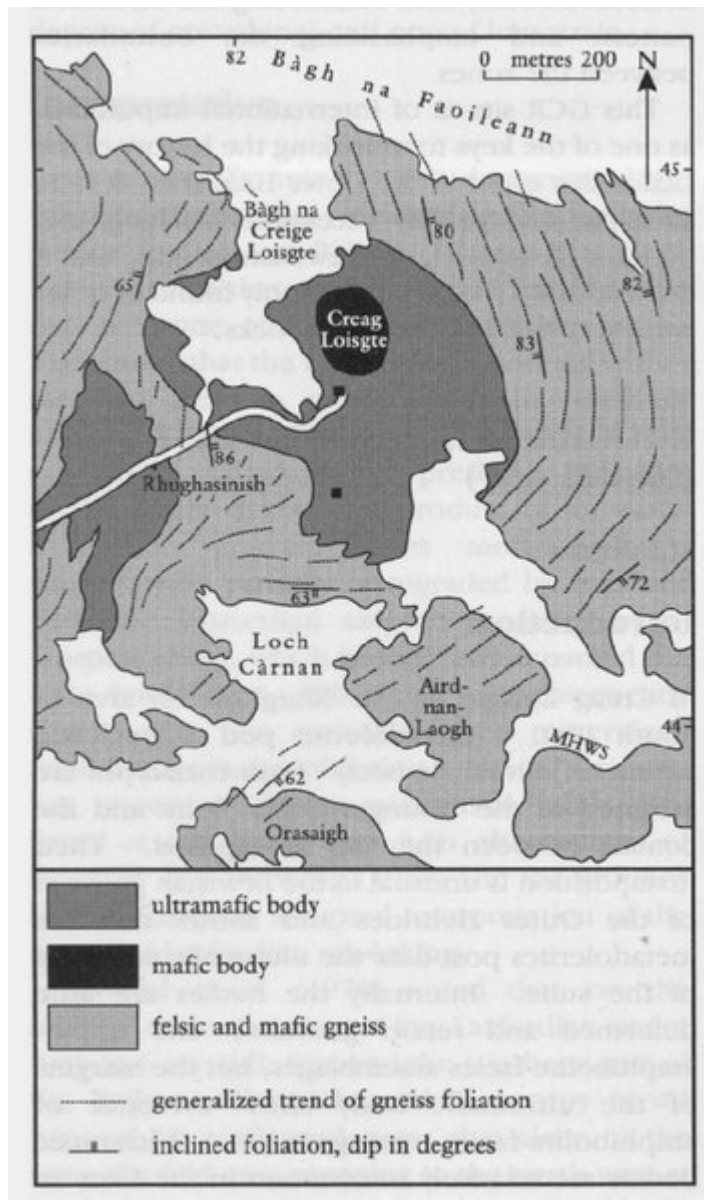 82
Bàgh na Faoilcann
0 metres 200
N
45
Bàgh na
Creige
Loisgte
80
65
82
Creag
Loisgte
83
86
Rhughasinish
72
63
Loch
Càrnan
Aird-
nan-
Laogh
44
MHWS
62
Orasaigh
ultramafic body
mafic body
felsic and mafic gneiss
generalized trend of gneiss foliation
inclined foliation, dip in degrees